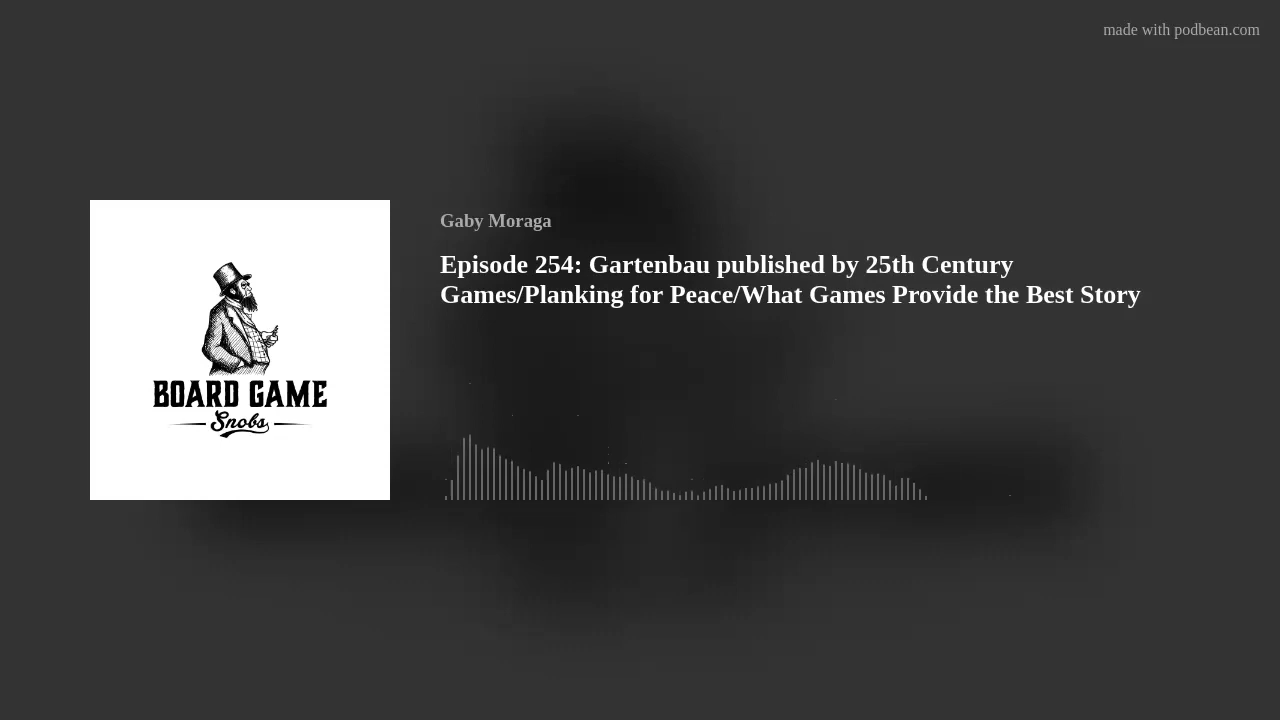 made with podbean.com
Gaby Moraga
Episode 254: Gartenbau published by 25th Century
Games/Planking for Peace/What Games Provide the Best Story
BOARD GAME
Snobs